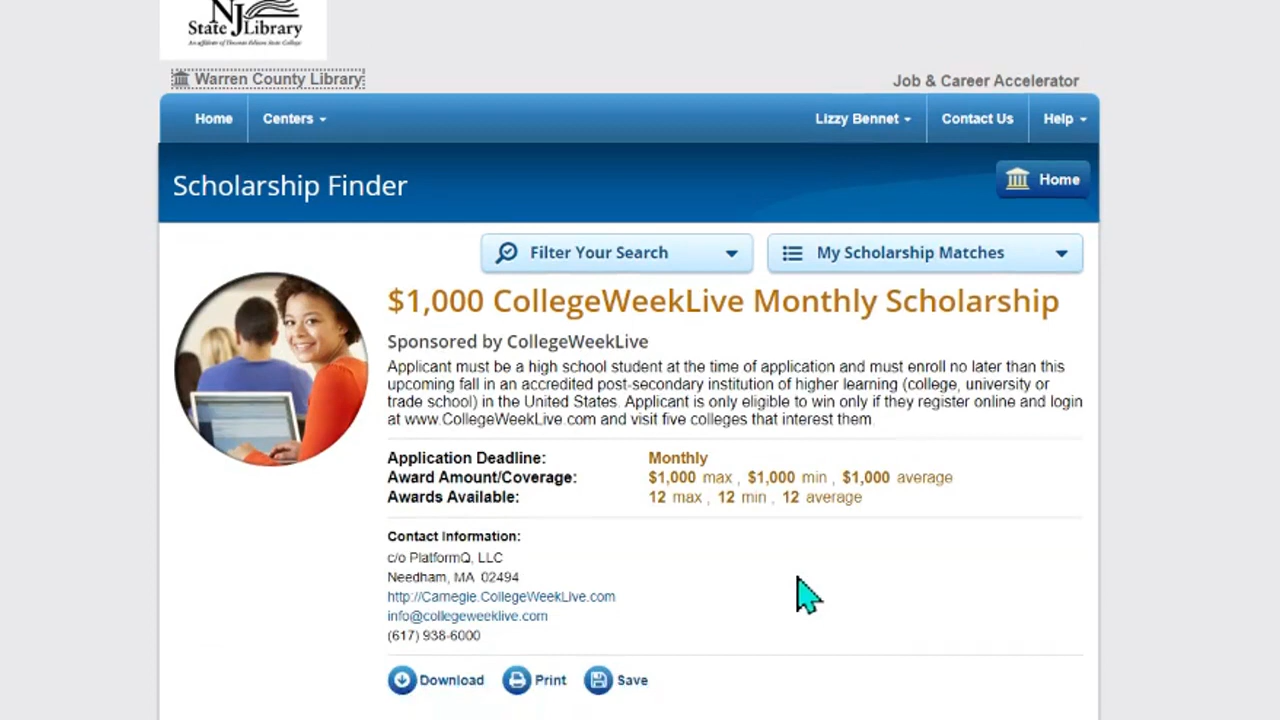 NJ
State Library
An affiliate of Thomas Edison State College
Warren County Library
Job & Career Accelerator
Home
Centers
Lizzy Bennet
Contact Us
Help
Scholarship Finder
Home
Filter Your Search
My Scholarship Matches
$1,000 CollegeWeekLive Monthly Scholarship
Sponsored by CollegeWeekLive
Applicant must be a high school student at the time of application and must enroll no later than this
upcoming fall in an accredited post-secondary institution of higher learning (college, university or
trade school) in the United States. Applicant is only eligible to win only if they register online and login
at www.CollegeWeekLive.com and visit five colleges that interest them.
Application Deadline: Monthly
Award Amount/Coverage: $1,000 max , $1,000 min , $1,000 average
Awards Available: 12 max , 12 min , 12 average
Contact Information:
c/o PlatformQ, LLC
Needham, MA 02494
http://Carnegie.CollegeWeekLive.com
info@collegeweeklive.com
(617) 938-6000
Download
Print
Save